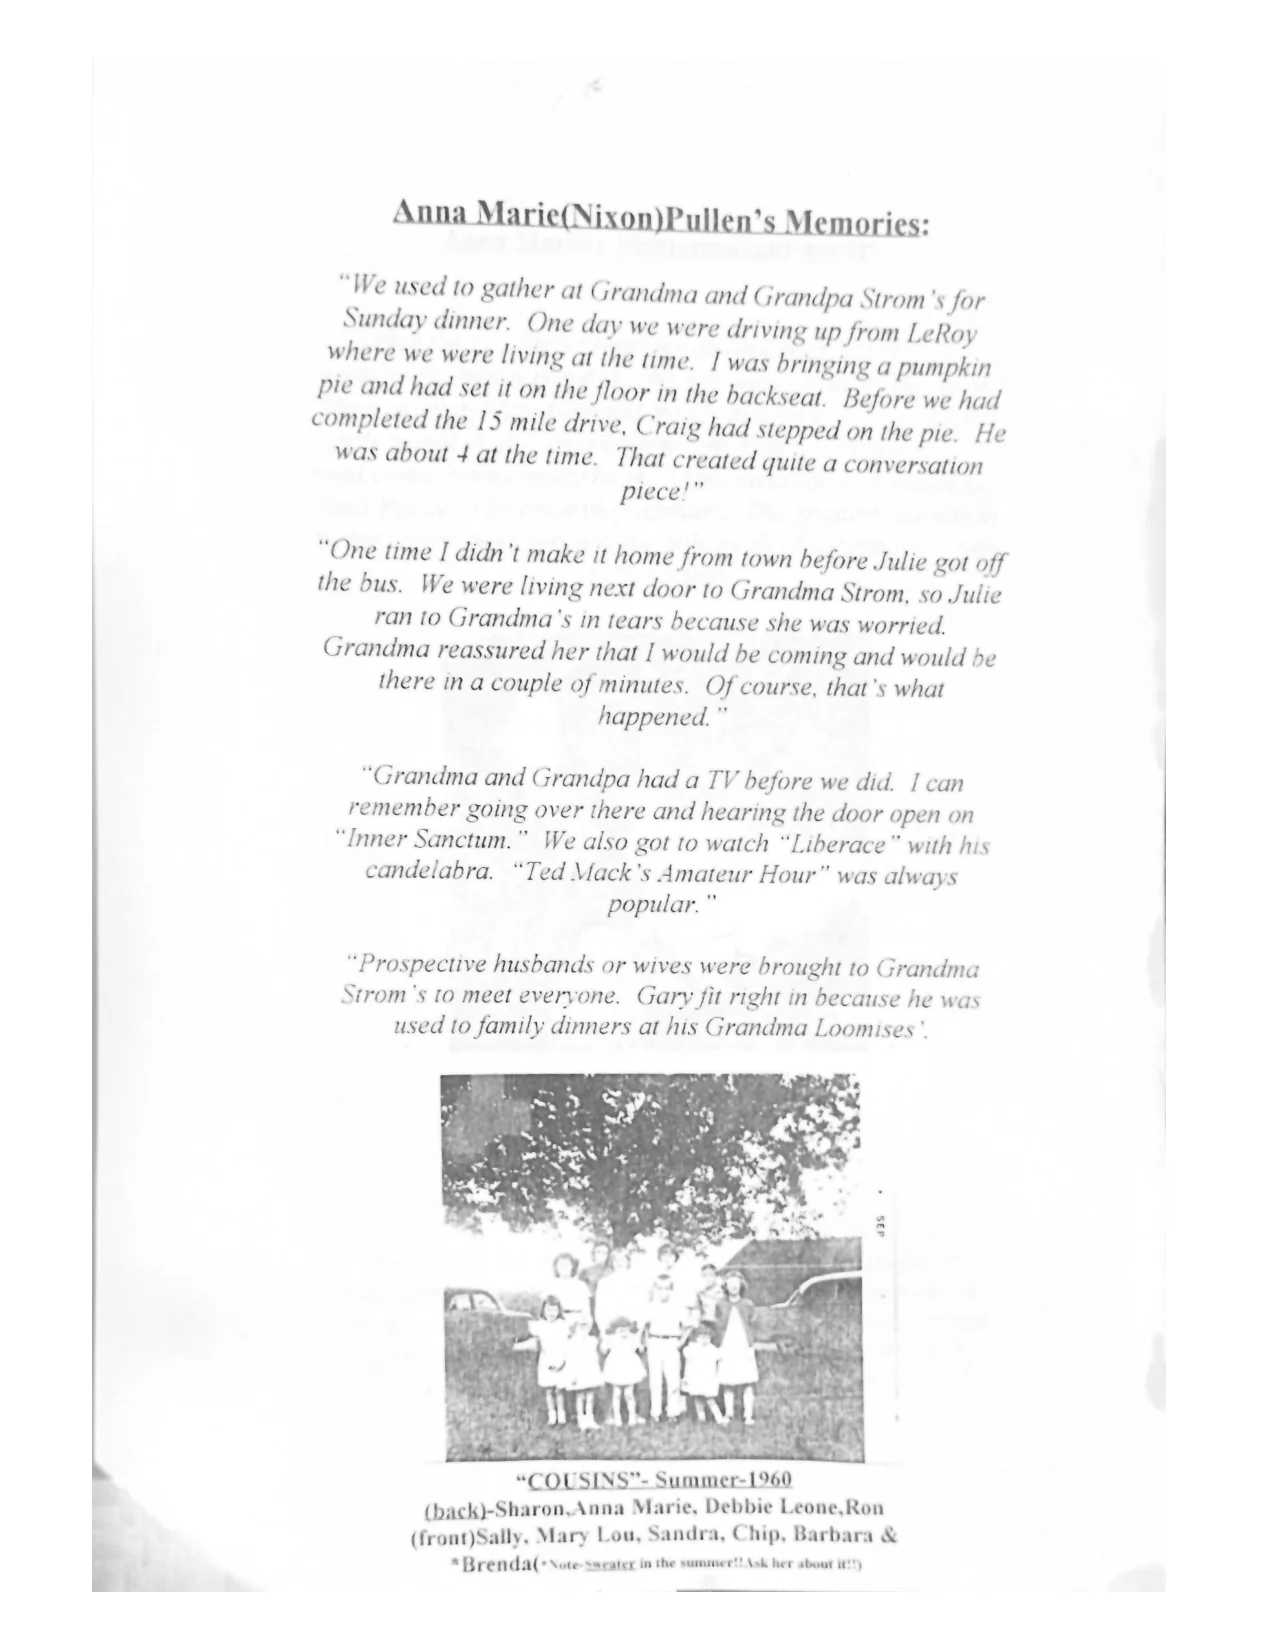 Anna Marie(Nixon)Pullen's Memories:
"We used to gather at Grandma and Grandpa Strom's for
Sunday dinner. One day we were driving up from LeRoy
where we were living at the time. I was bringing a pumpkin
pie and had set it on the floor in the backseat. Before we had
completed the 15 mile drive, Craig had stepped on the pie. He
was about 4 at the time. That created quite a conversation
piece!"
"One time I didn't make it home from town before Julie got off
the bus. We were living next door to Grandma Strom, so Julie
ran to Grandma's in tears because she was worried.
Grandma reassured her that I would be coming and would be
there in a couple of minutes. Of course, that's what
happened."
"Grandma and Grandpa had a TV before we did. I can
remember going over there and hearing the door open on
"Inner Sanctum." We also got to watch "Liberace" with his
candelabra. "Ted Mack's Amateur Hour" was always
popular."
"Prospective husbands or wives were brought to Grandma
Strom's to meet everyone. Gary fit right in because he was
used to family dinners at his Grandma Loomises'.
SEP
"COUSINS"- Summer-1960
(back)-Sharon,Anna Marie, Debbie Leone,Ron
(front)Sally, Mary Lou, Sandra, Chip, Barbara &
*Brenda(*Note-Sweater in the summer!!Ask her about it!!)